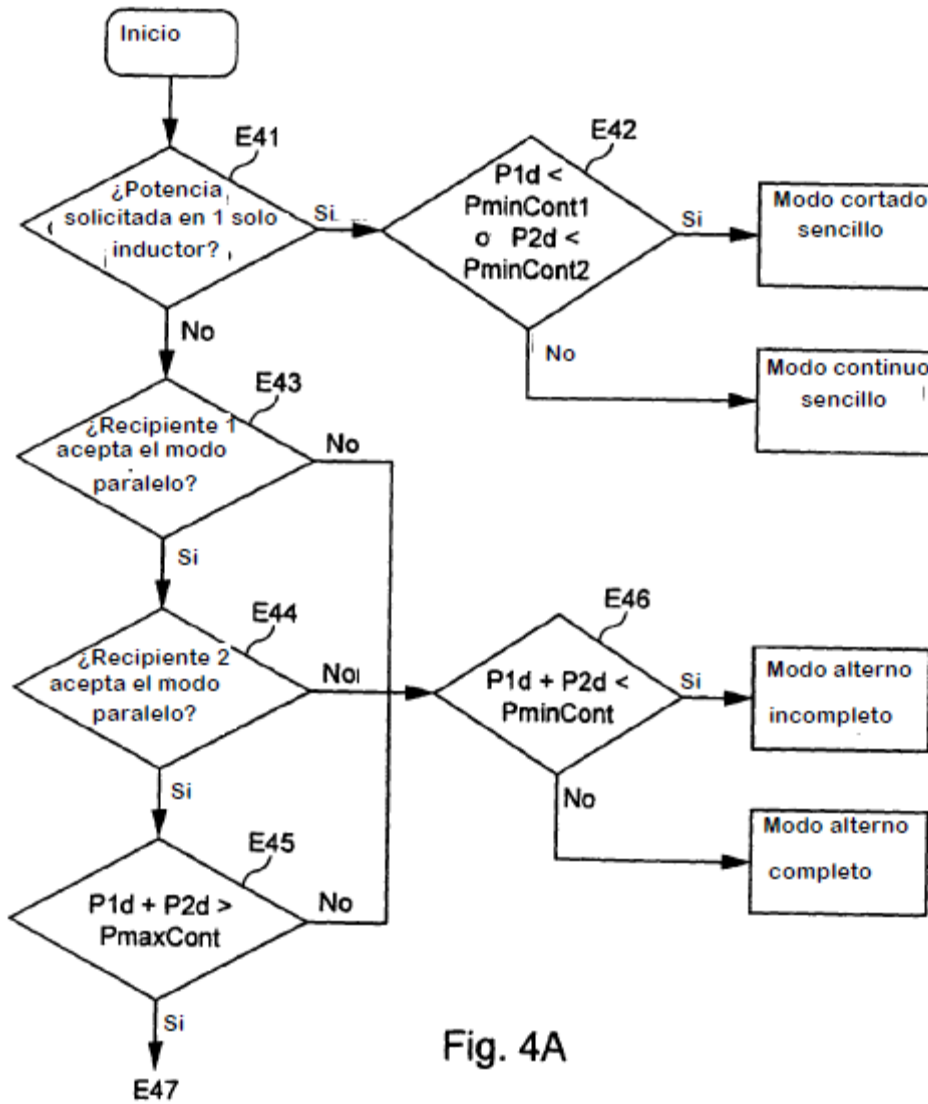 Inicio
E41
¿Potencia
solicitada en 1 solo
inductor?
Si
E42
P1d <
PminCont1
o P2d <
PminCont2
Si
Modo cortado
sencillo
No
No
Modo continuo
sencillo
E43
¿Recipiente 1
acepta el modo
paralelo?
No
Si
E44
¿Recipiente 2
acepta el modo
paralelo?
No
E46
P1d + P2d <
PminCont
Si
Modo alterno
incompleto
Si
No
Modo alterno
completo
E45
P1d + P2d >
PmaxCont
No
Si
E47
Fig. 4A